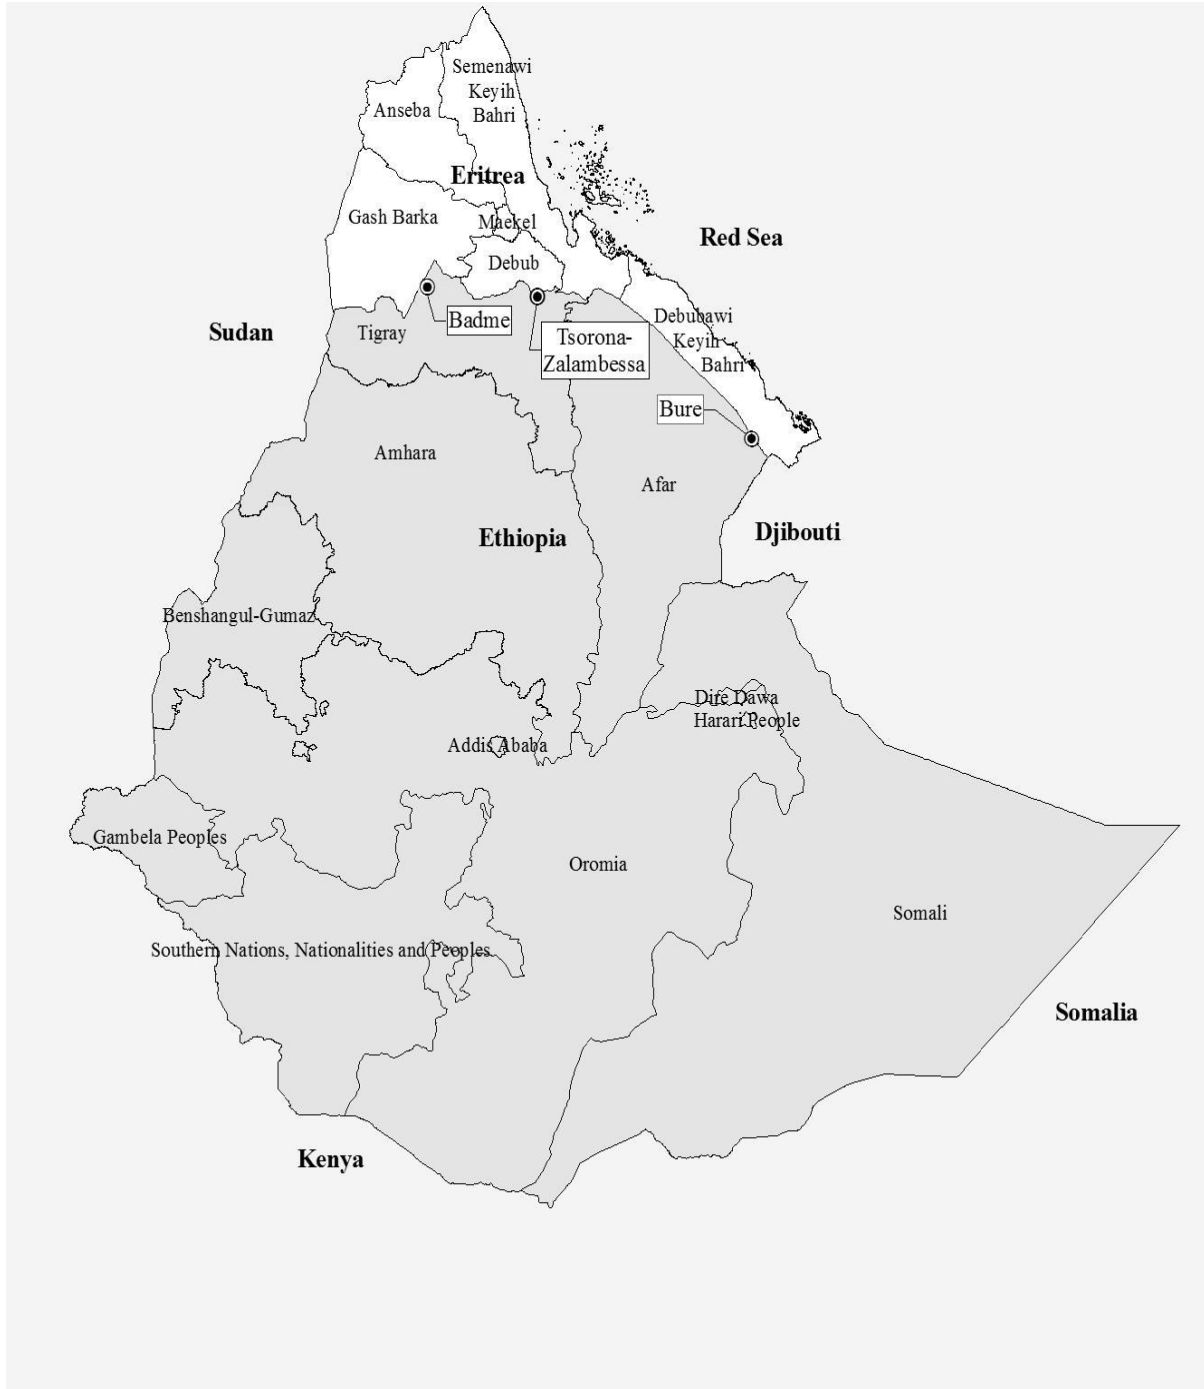 Semenawi
Keyih
Bahri
Anseba
Eritrea
Gash Barka
Maekel
Red Sea
Debub
Badme
Debubawi
Keyih
Bahri
Sudan
Tigray
Tsorona-
Zalambessa
Bure
Amhara
Afar
Ethiopia
Djibouti
Benshangul-Gumaz
Dire Dawa
Harari People
Addis Ababa
Gambela Peoples
Oromia
Somali
Southern Nations, Nationalities and Peoples
Somalia
Kenya